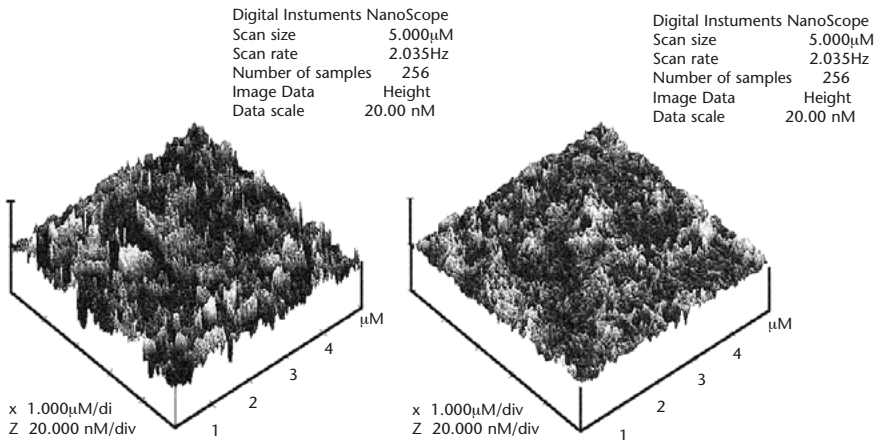 Digital Instuments NanoScope
Scan size 5.000μM
Scan rate 2.035Hz
Number of samples 256
Image Data Height
Data scale 20.00 nM
μM
4
3
2
1
x 1.000μM/di
Z 20.000 nM/div
Digital Instuments NanoScope
Scan size 5.000μM
Scan rate 2.035Hz
Number of samples 256
Image Data Height
Data scale 20.00 nM
μM
4
3
2
1
x 1.000μM/div
Z 20.000 nM/div